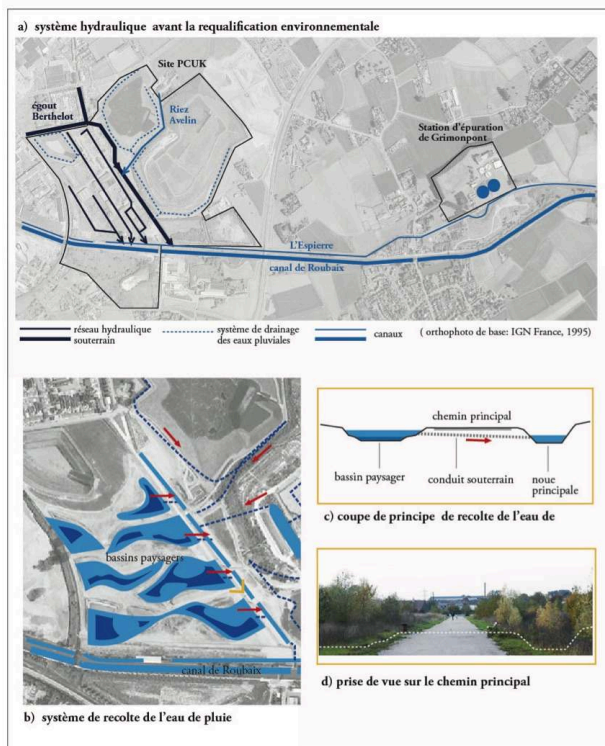 a) système hydraulique avant la requalification environnementale
Site PCUK
égout
Berthelot
Riez
Avelin
Station d'épuration
de Grimonpont
L'Espierre
canal de Roubaix
réseau hydraulique
souterrain
système de drainage
des eaux pluviales
canaux
( orthophoto de base: IGN France, 1995)
bassins paysagers
canal de Roubaix
b) système de recolte de l'eau de pluie
chemin principal
bassin paysager
conduit souterrain
noue
principale
c) coupe de principe de recolte de l'eau de
d) prise de vue sur le chemin principal